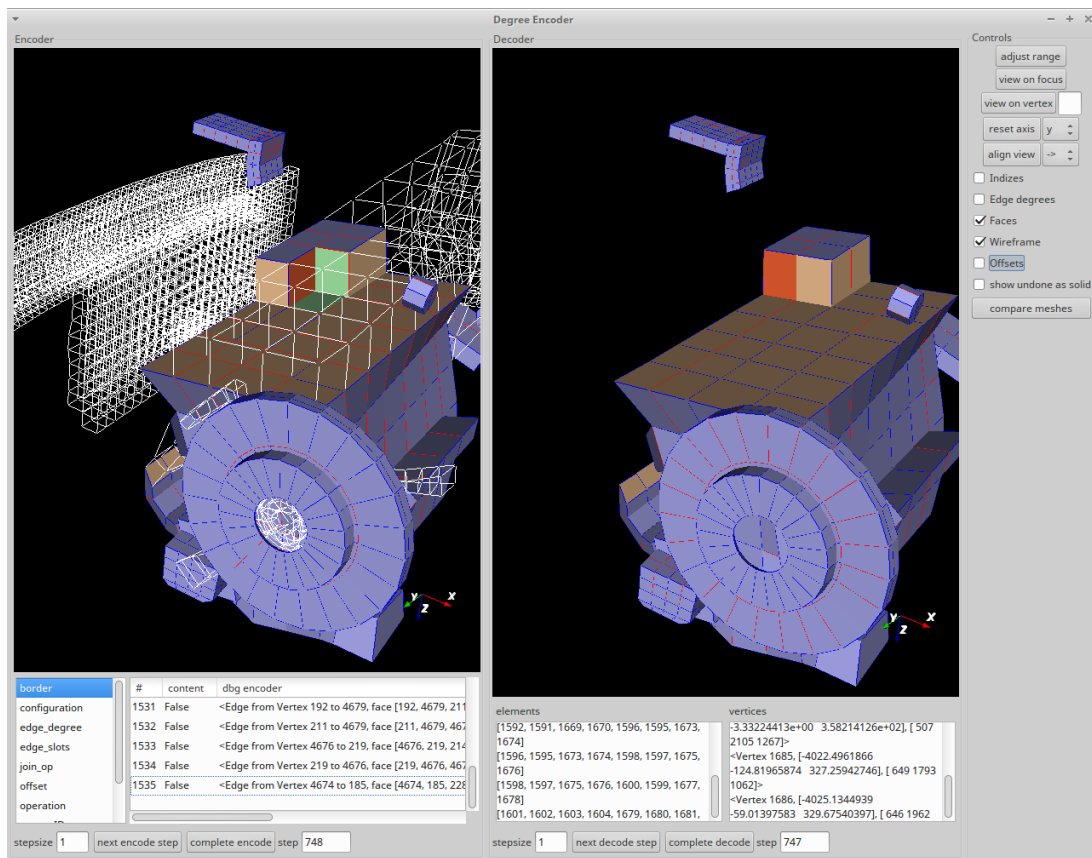 Degree Encoder
Encoder
Decoder
Controls
adjust range
view on focus
view on vertex
reset axis y
align view ->
Indizes
Edge degrees
Faces
Wireframe
Offsets
show undone as solid
compare meshes
y x
z
y x
z
border
configuration
edge_degree
edge_slots
join_op
offset
operation
# content dbg encoder
1531 False <Edge from Vertex 192 to 4679, face [192, 4679, 211
1532 False <Edge from Vertex 211 to 4679, face [211, 4679, 467
1533 False <Edge from Vertex 4676 to 219, face [4676, 219, 214
1534 False <Edge from Vertex 219 to 4676, face [219, 4676, 467
1535 False <Edge from Vertex 4674 to 185, face [4674, 185, 228
stepsize 1 next encode step complete encode step 748
elements
[1592, 1591, 1669, 1670, 1596, 1595, 1673,
1674]
[1596, 1595, 1673, 1674, 1598, 1597, 1675,
1676]
[1598, 1597, 1675, 1676, 1600, 1599, 1677,
1678]
[1601, 1602, 1603, 1604, 1679, 1680, 1681,
vertices
-3.33224413e+00 3.58214126e+02], [ 507
2105 1267]>
<Vertex 1685, [-4022.4961866
-124.81965874 327.25942746], [ 649 1793
1062]>
<Vertex 1686, [-4025.1344939
-59.01397583 329.67540397], [ 646 1962
stepsize 1 next decode step complete decode step 747